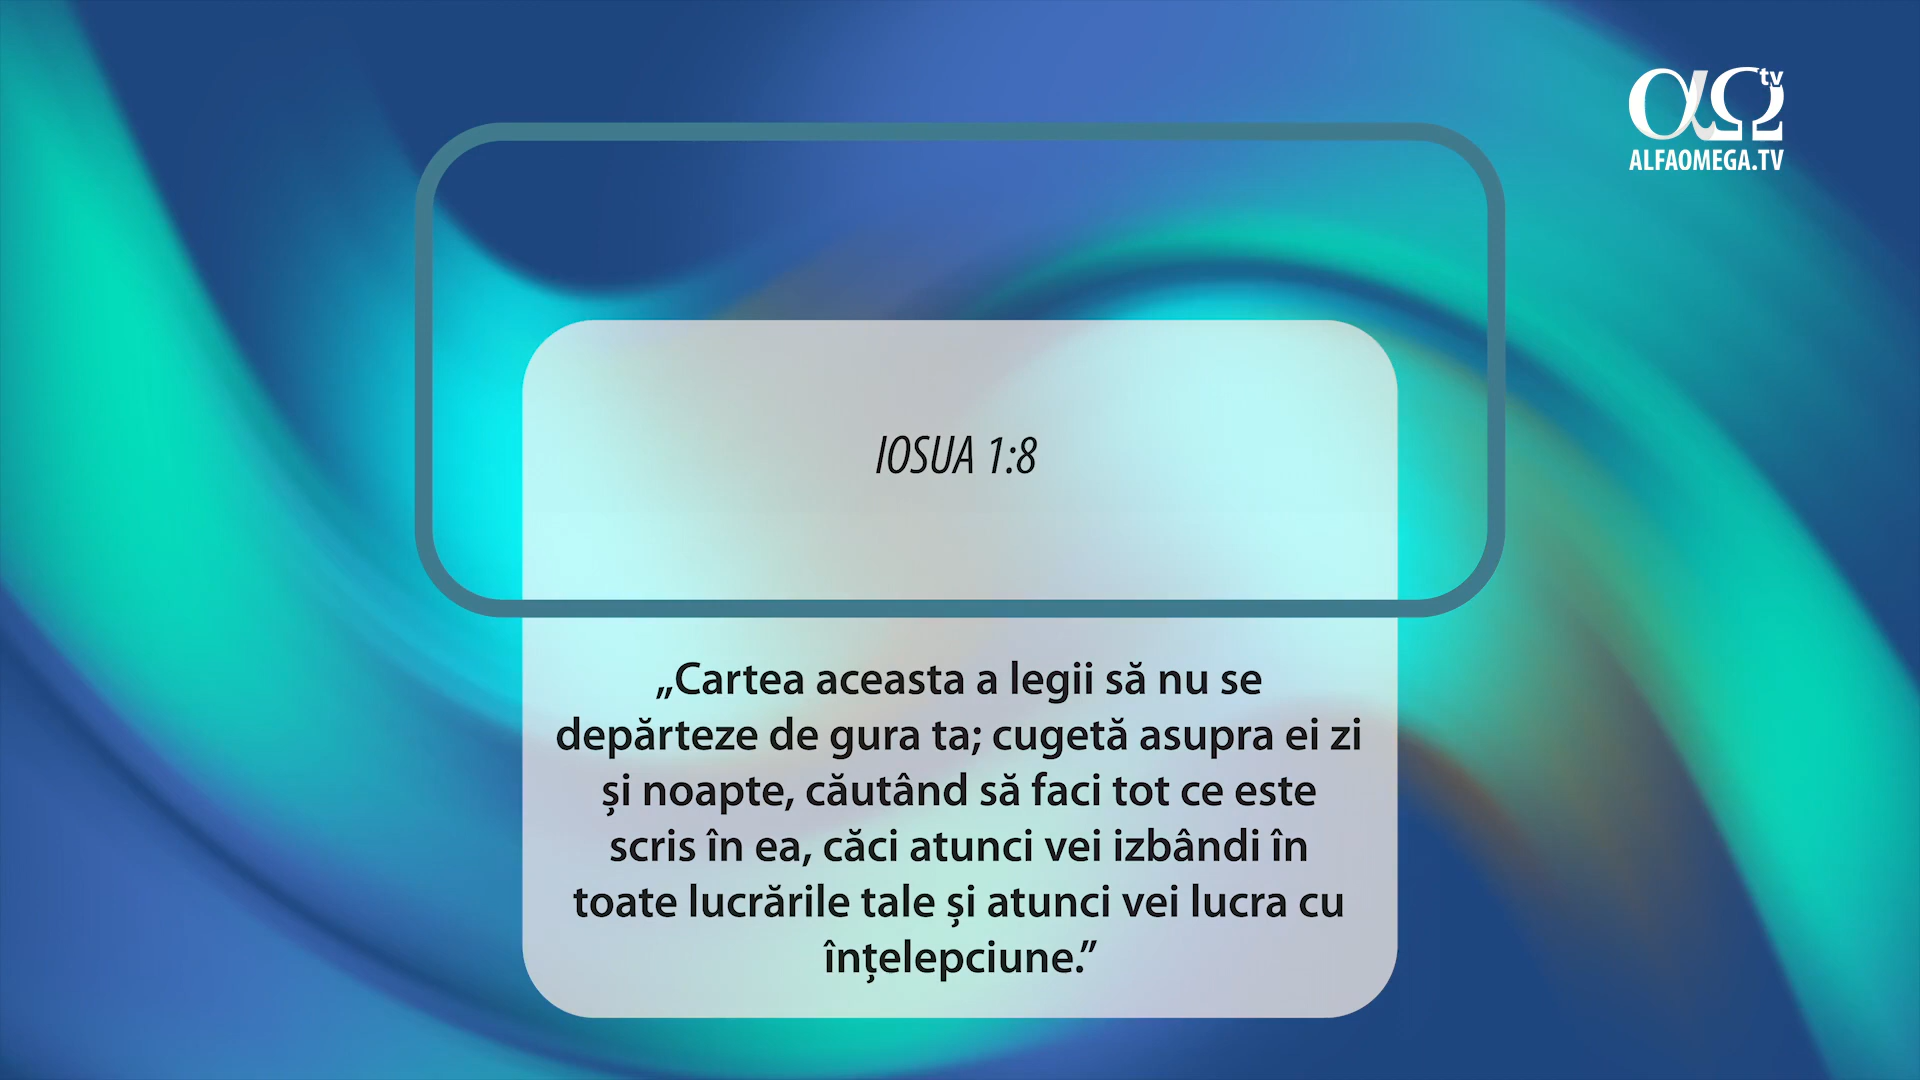 αΩ tv
ALFAOMEGA.TV
IOSUA 1:8
„Cartea aceasta a legii să nu se
depărteze de gura ta; cugetă asupra ei zi
și noapte, căutând să faci tot ce este
scris în ea, căci atunci vei izbândi în
toate lucrările tale și atunci vei lucra cu
înțelepciune.”